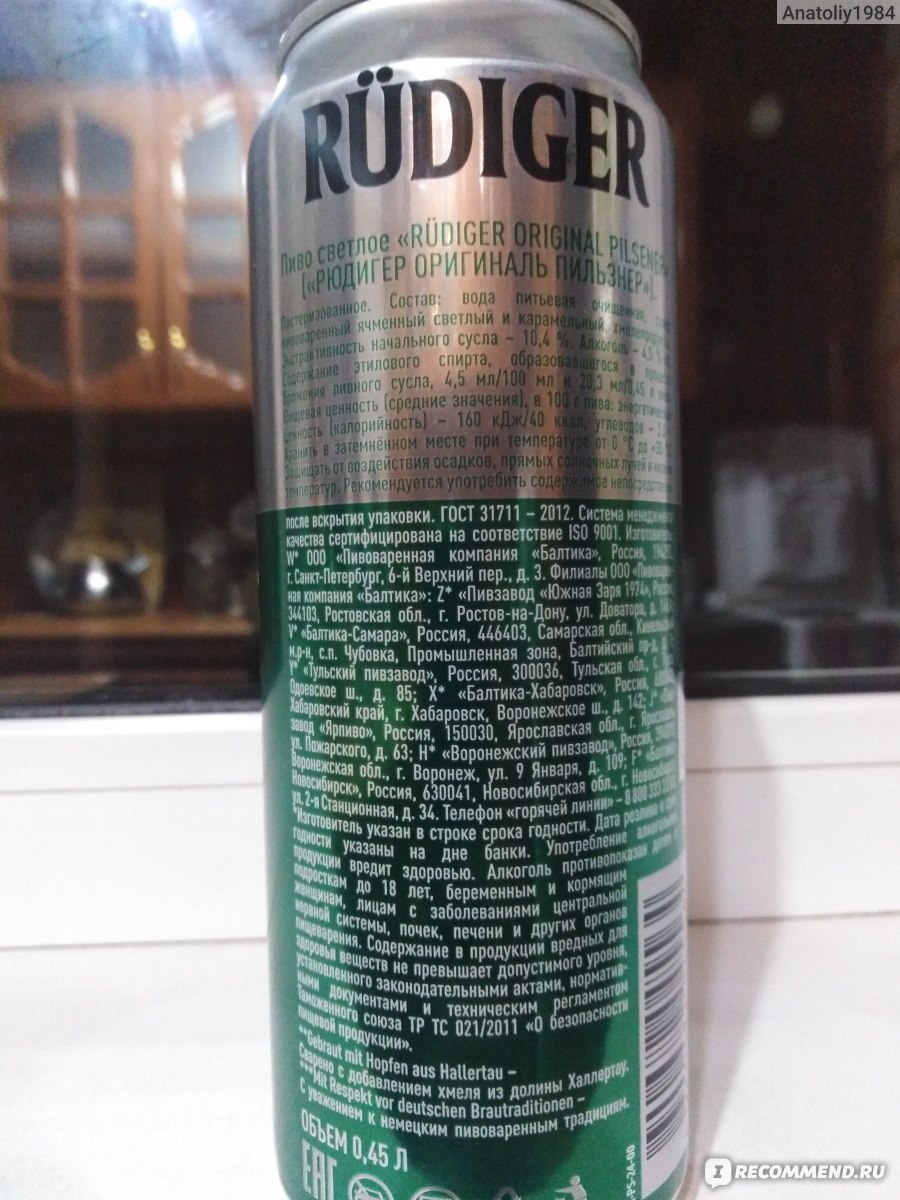 Anatoliy1984
RÜDIGER
Пиво светлое «RÜDIGER ORIGINAL PILSENER»
(«РЮДИГЕР ОРИГИНАЛЬ ПИЛЬЗНЕР»).
Пастеризованное. Состав: вода питьевая очищенная,
пивоваренный ячменный светлый и карамельный,
Экстрактивность начального сусла – 10,4 %. Алкоголь – 4,5 %
Содержание этилового спирта, образовавшегося в
брожения пивного сусла, 4,5 мл/100 мл и 20,3 мл/0,45 л
Пищевая ценность (средние значения), в 100 г пива:
ценность (калорийность) – 160 кДж/40 ккал, углеводов –
Хранить в затемнённом месте при температуре от 0 °C до
Защищать от воздействия осадков, прямых солнечных лучей и
температур. Рекомендуется употребить содержимое
после вскрытия упаковки. ГОСТ 31711 – 2012. Система
качества сертифицирована на соответствие ISO 9001.
W* ООО «Пивоваренная компания «Балтика», Россия,
г. Санкт-Петербург, 6-й Верхний пер., д. 3. Филиалы ООО
ная компания «Балтика»: Z* «Пивзавод «Южная Заря 1974»,
344103, Ростовская обл., г. Ростов-на-Дону, ул. Доватора, д.
V* «Балтика-Самара», Россия, 446403, Самарская обл.,
м.р-н, с.п. Чубовка, Промышленная зона, Балтийский пр-д, д.
Y* «Тульский пивзавод», Россия, 300036, Тульская обл., г.
Одоевское ш., д. 85; X* «Балтика-Хабаровск», Россия,
Хабаровский край, г. Хабаровск, Воронежское ш., д. 142; J*
завод «Ярпиво», Россия, 150030, Ярославская обл., г.
ул. Пожарского, д. 63; H* «Воронежский пивзавод», Россия,
Воронежская обл., г. Воронеж, ул. 9 Января, д. 109; F*
Новосибирск», Россия, 630041, Новосибирская обл., г.
ул. 2-я Станционная, д. 34. Телефон «горячей линии» – 8 800 333
*Изготовитель указан в строке срока годности. Дата розлива и
годности указаны на дне банки. Употребление
продукции вредит здоровью. Алкоголь противопоказан детям и
подросткам до 18 лет, беременным и кормящим
женщинам, лицам с заболеваниями центральной
нервной системы, почек, печени и других органов
пищеварения. Содержание в продукции вредных для
здоровья веществ не превышает допустимого уровня,
установленного законодательными актами, норматив-
ными документами и техническим регламентом
Таможенного союза ТР ТС 021/2011 «О безопасности
пищевой продукции».
**Gebraut mit Hopfen aus Hallertau –
Сварено с добавлением хмеля из долины Халлертау.
***Mit Respekt vor deutschen Brautraditionen –
С уважением к немецким пивоваренным традициям.
ОБЪЕМ 0,45 Л
EAC
-PS-24-00
IRECOMMEND.RU